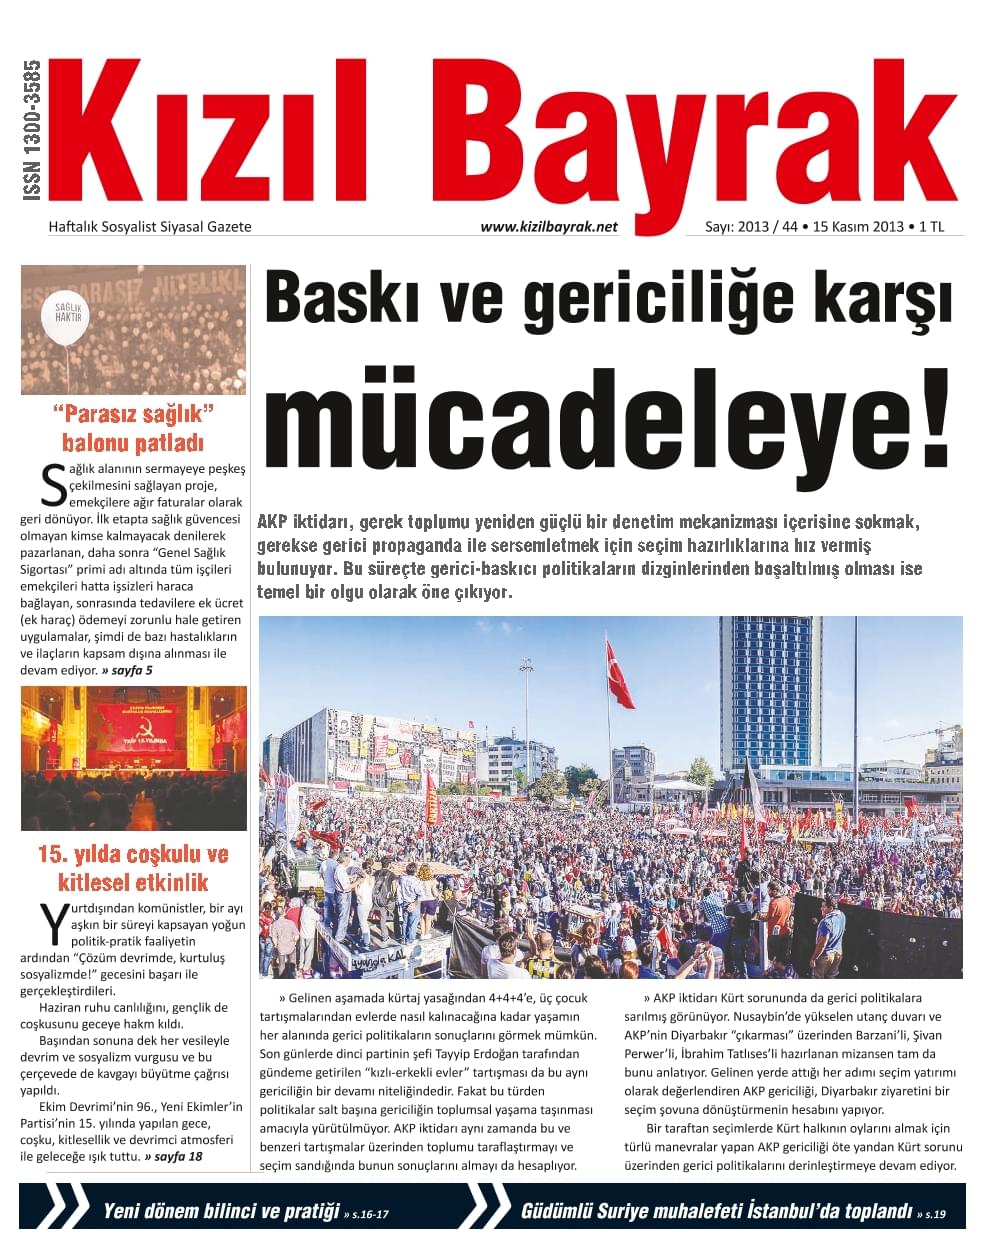 ISSN 1300-3585
Kızıl Bayrak
Haftalık Sosyalist Siyasal Gazete
www.kizilbayrak.net
Sayı: 2013 / 44 • 15 Kasım 2013 • 1 TL
SAĞLIK
HAKTIR
“Parasız sağlık”
balonu patladı
Sağlık alanının sermayeye peşkeş
çekilmesini sağlayan proje,
emekçilere ağır faturalar olarak
geri dönüyor. İlk etapta sağlık güvencesi
olmayan kimse kalmayacak denilerek
pazarlanan, daha sonra “Genel Sağlık
Sigortası” primi adı altında tüm işçileri
emekçileri hatta işsizleri haraca
bağlayan, sonrasında tedavilere ek ücret
(ek haraç) ödemeyi zorunlu hale getiren
uygulamalar, şimdi de bazı hastalıkların
ve ilaçların kapsam dışına alınması ile
devam ediyor. » sayfa 5
TKİP 15. YILINDA
15. yılda coşkulu ve
kitlesel etkinlik
Yurtdışından komünistler, bir ayı
aşkın bir süreyi kapsayan yoğun
politik-pratik faaliyetin
ardından “Çözüm devrimde, kurtuluş
sosyalizmde!” gecesini başarı ile
gerçekleştirdileri.
Haziran ruhu canlılığını, gençlik de
coşkusunu geceye hakm kıldı.
Başından sonuna dek her vesileyle
devrim ve sosyalizm vurgusu ve bu
çerçevede de kavgayı büyütme çağrısı
yapıldı.
Ekim Devrimi’nin 96., Yeni Ekimler’in
Partisi’nin 15. yılında yapılan gece,
coşku, kitlesellik ve devrimci atmosferi
ile geleceğe ışık tuttu. » sayfa 18
Baskı ve gericiliğe karşı
mücadeleye!
AKP iktidarı, gerek toplumu yeniden güçlü bir denetim mekanizması içerisine sokmak,
gerekse gerici propaganda ile sersemletmek için seçim hazırlıklarına hız vermiş
bulunuyor. Bu süreçte gerici-baskıcı politikaların dizginlerinden boşaltılmış olması ise
temel bir olgu olarak öne çıkıyor.
PARTİZAN
» Gelinen aşamada kürtaj yasağından 4+4+4’e, üç çocuk
tartışmalarından evlerde nasıl kalınacağına kadar yaşamın
her alanında gerici politikaların sonuçlarını görmek mümkün.
Son günlerde dinci partinin şefi Tayyip Erdoğan tarafından
gündeme getirilen “kızlı-erkekli evler” tartışması da bu aynı
gericiliğin bir devamı niteliğindedir. Fakat bu türden
politikalar salt başına gericiliğin toplumsal yaşama taşınması
amacıyla yürütülmüyor. AKP iktidarı aynı zamanda bu ve
benzeri tartışmalar üzerinden toplumu taraflaştırmayı ve
seçim sandığında bunun sonuçlarını almayı da hesaplıyor.
» AKP iktidarı Kürt sorununda da gerici politikalara
sarılmış görünüyor. Nusaybin’de yükselen utanç duvarı ve
AKP’nin Diyarbakır “çıkarması” üzerinden Barzani’li, Şivan
Perwer’li, İbrahim Tatlıses’li hazırlanan mizansen tam da
bunu anlatıyor. Gelinen yerde attığı her adımı seçim yatırımı
olarak değerlendiren AKP gericiliği, Diyarbakır ziyaretini bir
seçim şovuna dönüştürmenin hesabını yapıyor.
Bir taraftan seçimlerde Kürt halkının oylarını almak için
türlü manevralar yapan AKP gericiliği öte yandan Kürt sorunu
üzerinden gerici politikalarını derinleştirmeye devam ediyor.
Yeni dönem bilinci ve pratiği » s.16-17
Güdümlü Suriye muhalefeti İstanbul’da toplandı » s.19